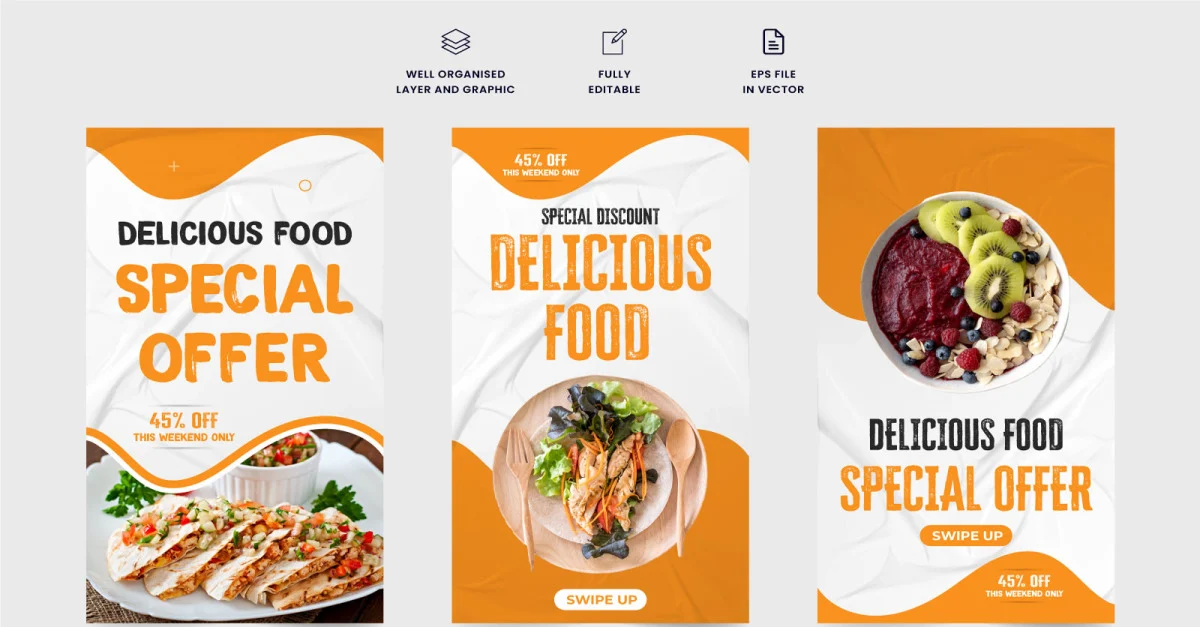 WELL ORGANISED
LAYER AND GRAPHIC
FULLY
EDITABLE
EPS FILE
IN VECTOR
DELICIOUS FOOD
SPECIAL
OFFER
45% OFF
THIS WEEKEND ONLY
45% OFF
THIS WEEKEND ONLY
SPECIAL DISCOUNT
DELICIOUS
FOOD
SWIPE UP
DELICIOUS FOOD
SPECIAL OFFER
SWIPE UP
45% OFF
THIS WEEKEND ONLY